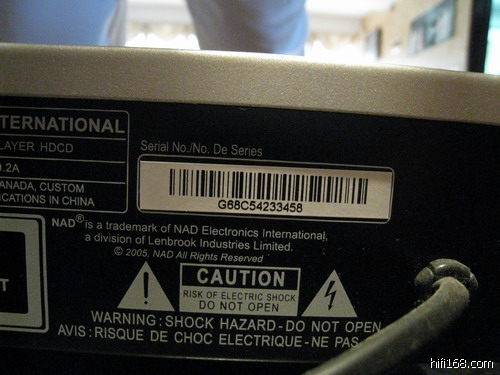 TERNATIONAL
LAYER HDCD
0.2A
ANADA, CUSTOM
ICATIONS IN CHINA
T
Serial No./No. De Series
G68C54233458
NAD® is a trademark of NAD Electronics International,
a division of Lenbrook Industries Limited.
© 2005, NAD All Rights Reserved
CAUTION
RISK OF ELECTRIC SHOCK
DO NOT OPEN
WARNING: SHOCK HAZARD - DO NOT OPEN
AVIS: RISQUE DE CHOC ELECTRIQUE - NE PAS
hifi168.com